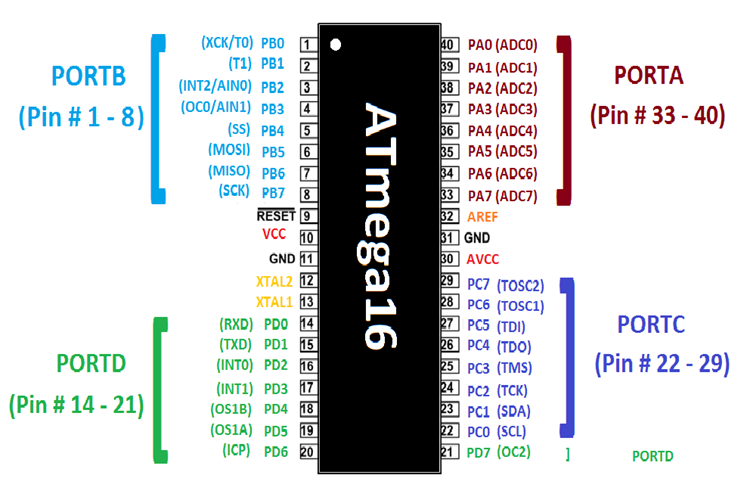 PORTB
(Pin # 1 - 8)
(XCK/T0) PB0 1
(T1) PB1 2
(INT2/AIN0) PB2 3
(OC0/AIN1) PB3 4
(SS) PB4 5
(MOSI) PB5 6
(MISO) PB6 7
(SCK) PB7 8
RESET 9
VCC 10
GND 11
XTAL2 12
XTAL1 13
PORTD
(Pin # 14 - 21)
(RXD) PD0 14
(TXD) PD1 15
(INT0) PD2 16
(INT1) PD3 17
(OS1B) PD4 18
(OS1A) PD5 19
(ICP) PD6 20
ATmega16
40 PA0 (ADC0)
39 PA1 (ADC1)
38 PA2 (ADC2)
37 PA3 (ADC3)
36 PA4 (ADC4)
35 PA5 (ADC5)
34 PA6 (ADC6)
33 PA7 (ADC7)
PORTA
(Pin # 33 - 40)
32 AREF
31 GND
30 AVCC
29 PC7 (TOSC2)
28 PC6 (TOSC1)
27 PC5 (TDI)
26 PC4 (TDO)
25 PC3 (TMS)
24 PC2 (TCK)
23 PC1 (SDA)
22 PC0 (SCL)
PORTC
(Pin # 22 - 29)
21 PD7 (OC2) ] PORTD